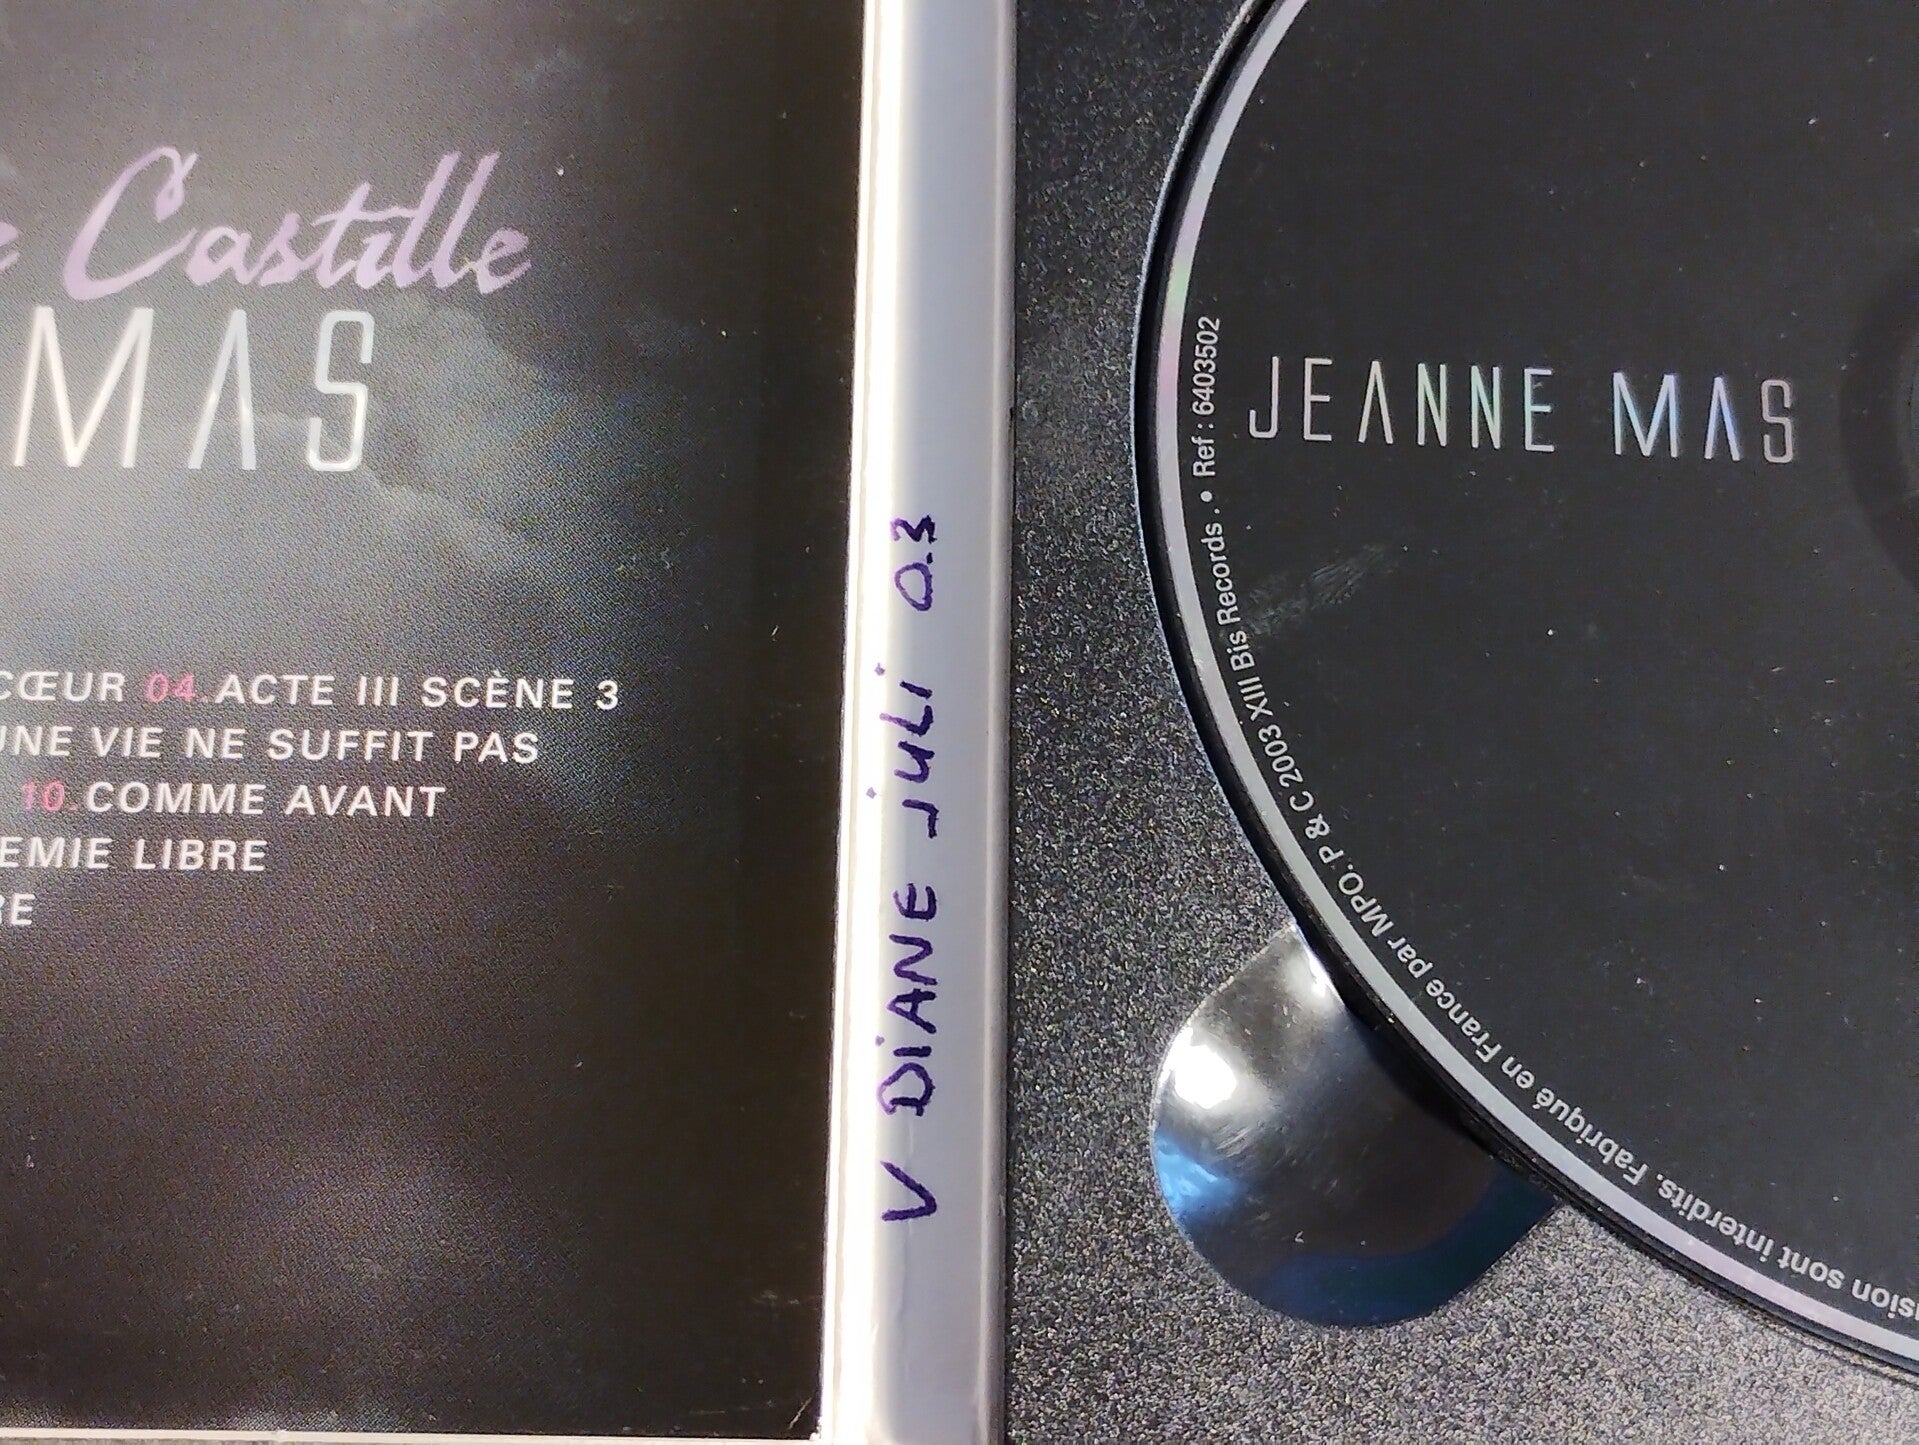 Castille
MAS
CŒUR 04.ACTE III SCÈNE 3
UNE VIE NE SUFFIT PAS
10.COMME AVANT
EMIE LIBRE
RE
V DiANE juLi 03
JEANNE MAS
sion sont interdits. Fabriqué en France par MPO. P & C 2003 XIII Bis Records. • Ref : 6403502